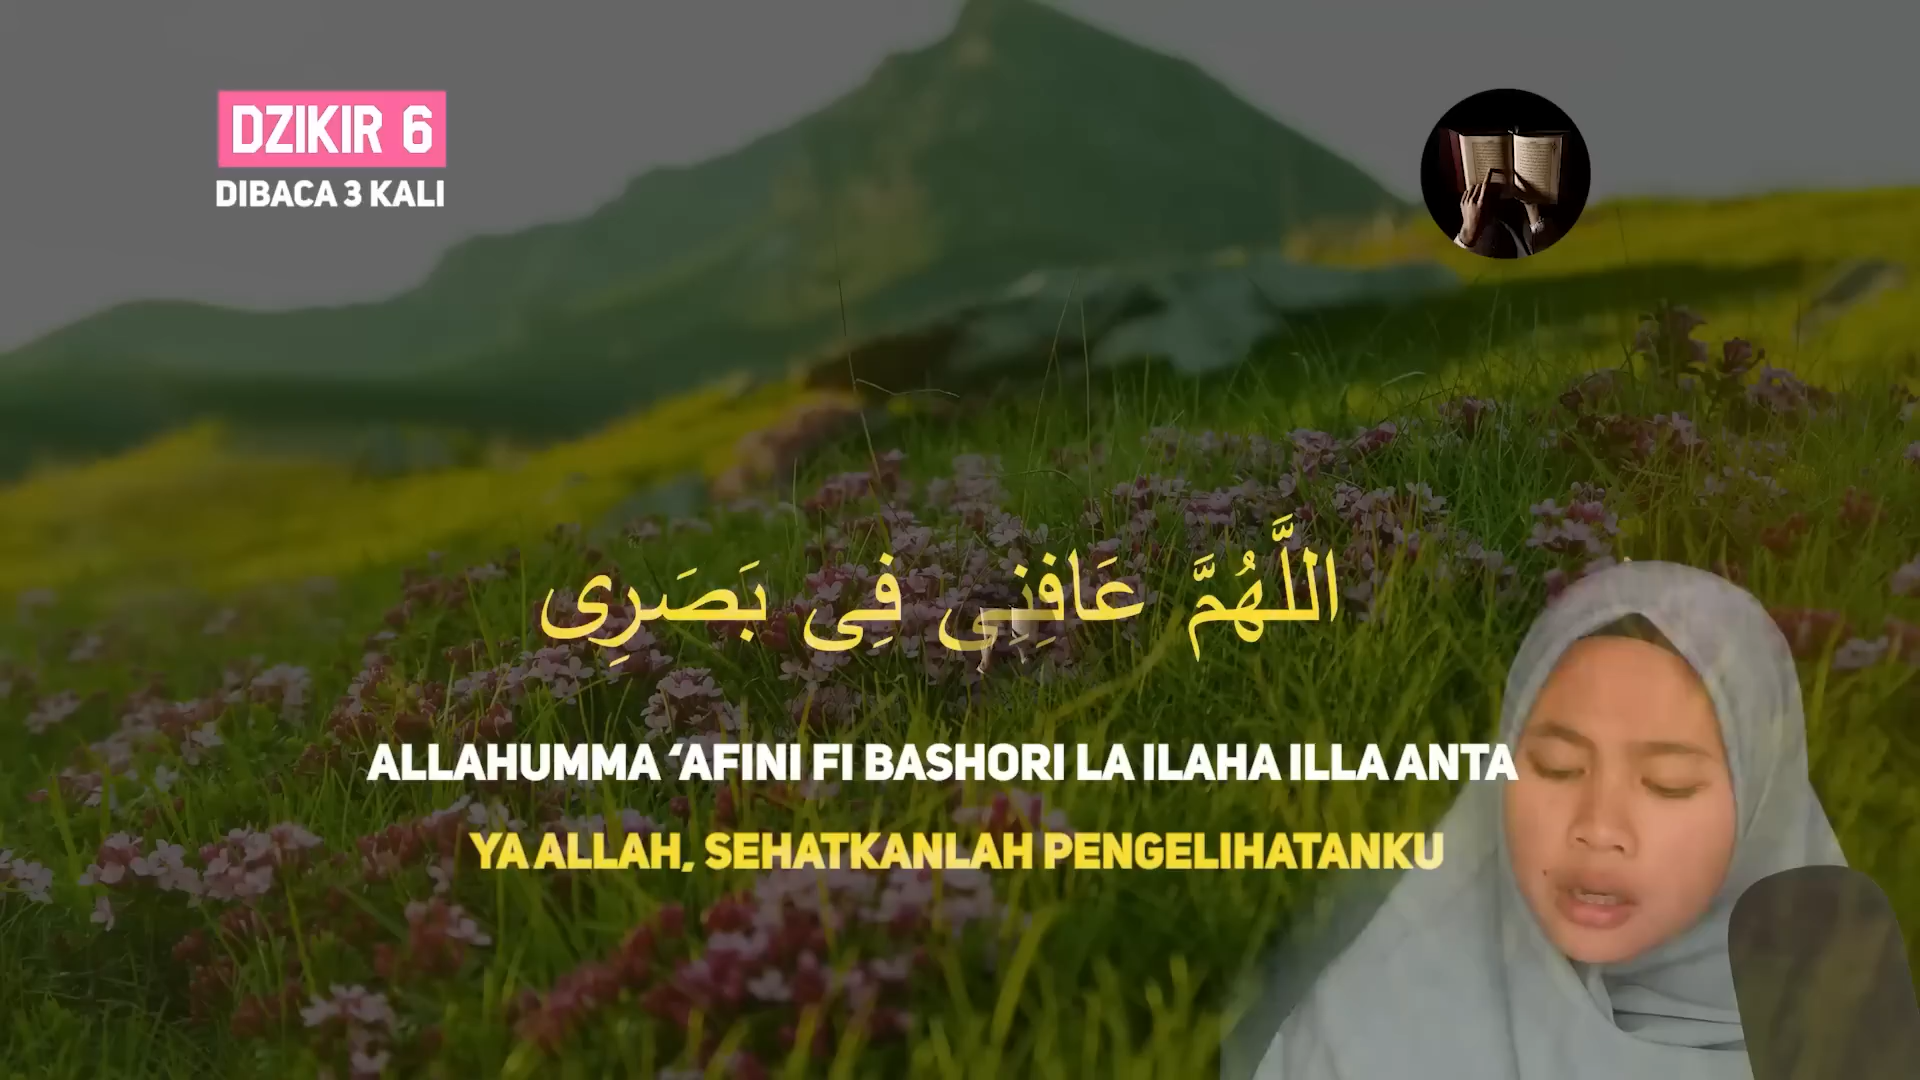 DZIKIR 6
DIBACA 3 KALI
اللَّهُمَّ عَافِنِى فِى بَصَرِى
ALLAHUMMA ‘AFINI FI BASHORI LA ILAHA ILLA ANTA
YA ALLAH, SEHATKANLAH PENGELIHATANKU